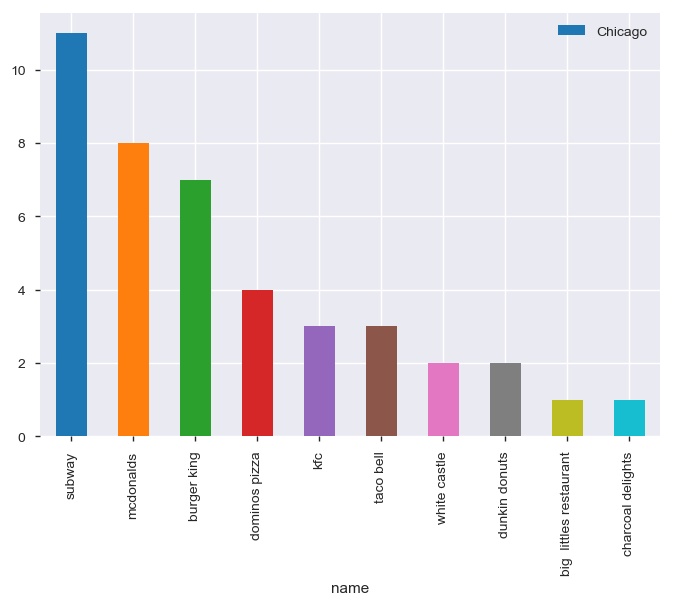 Chicago
10
8
6
4
2
0
subway
mcdonalds
burger king
dominos pizza
kfc
taco bell
white castle
dunkin donuts
big  littles restaurant
charcoal delights
name